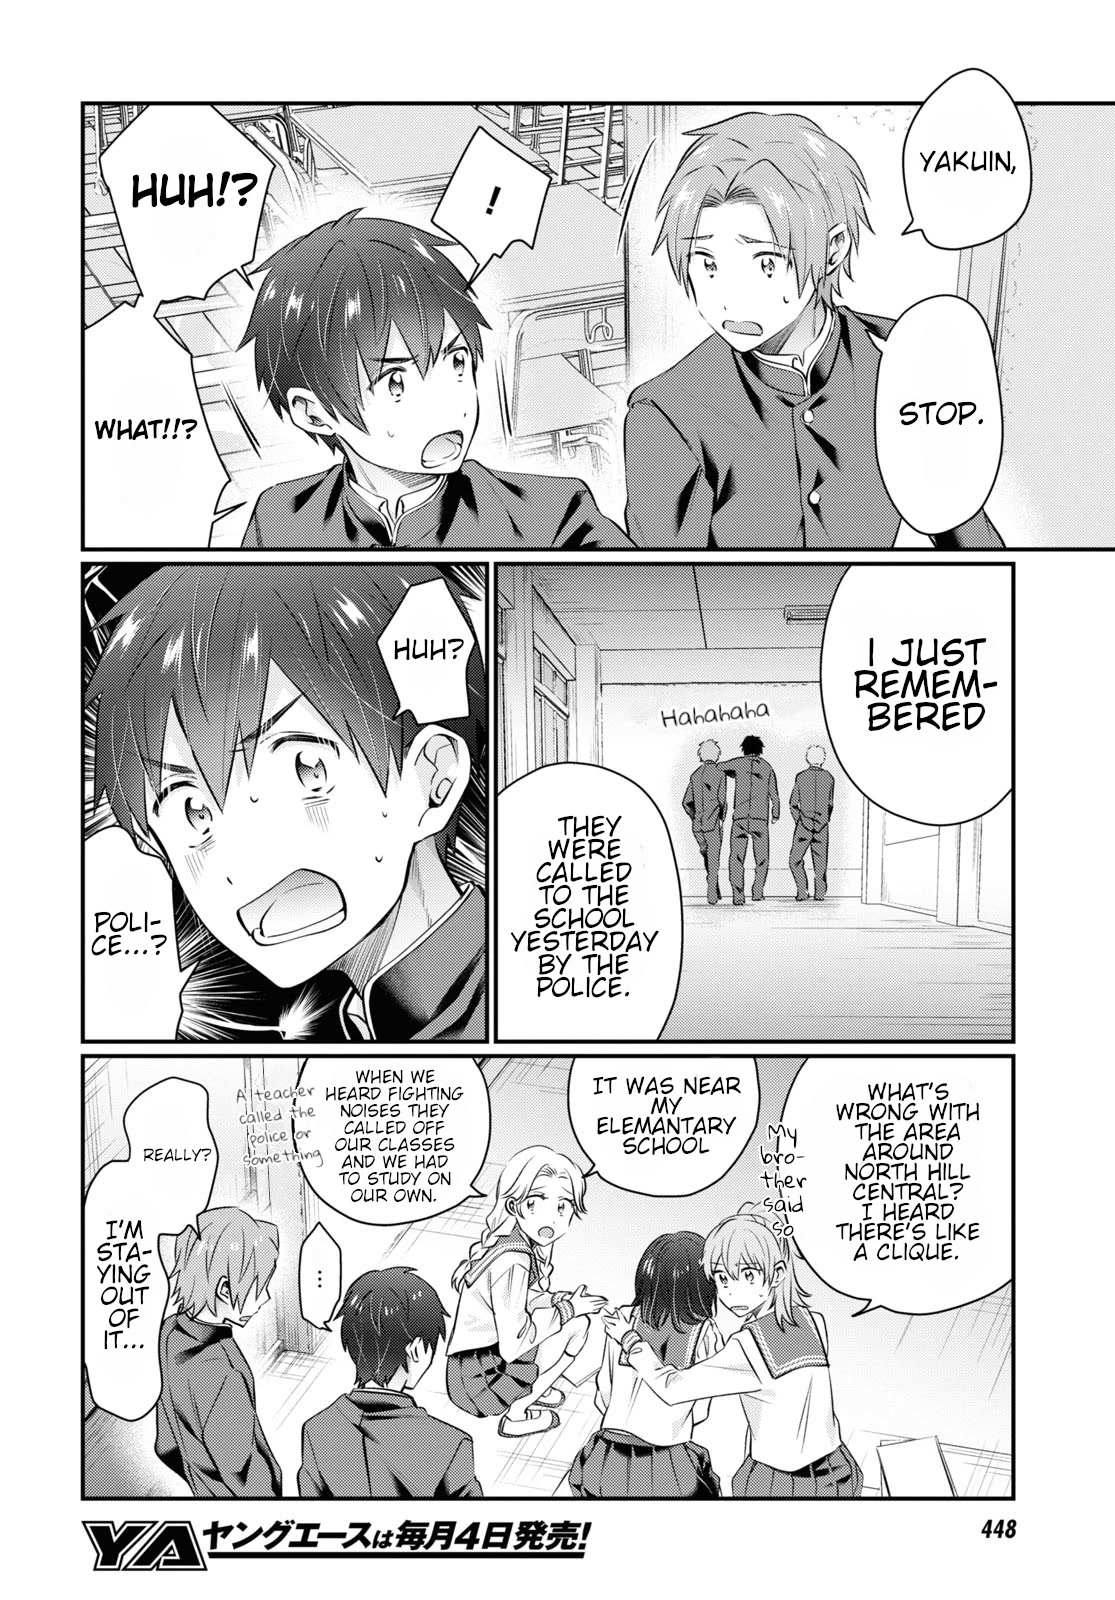 YAKUIN,
STOP.
!
HUH!?
WHAT!!?
I JUST
REMEM-
BERED
Hahahaha
THEY
WERE
CALLED
TO THE
SCHOOL
YESTERDAY
BY THE
POLICE.
HUH?
POLI-
CE...?
WHAT'S
WRONG WITH
THE AREA
AROUND
NORTH HILL
CENTRAL?
I HEARD
THERE'S LIKE
A CLIQUE.
My
bro-
ther
said
so
IT WAS NEAR
MY
ELEMANTARY
SCHOOL
WHEN WE
HEARD FIGHTING
NOISES THEY
CALLED OFF
OUR CLASSES
AND WE HAD
TO STUDY ON
OUR OWN.
A teacher
called the
police or
something
...
REALLY?
I'M
STA-
YING
OUT
OF
IT...
YA ヤングエースは毎月4日発売!
448